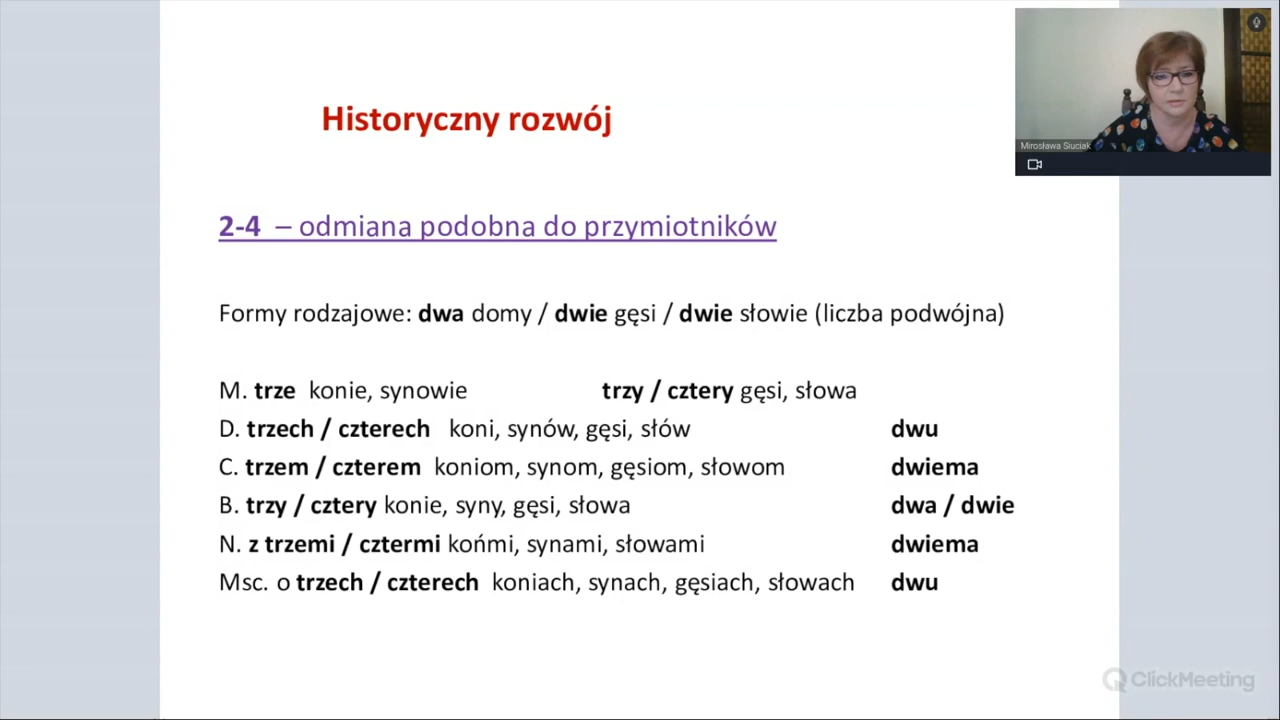 Historyczny rozwój
Mirosława Siuciak
2-4 – odmiana podobna do przymiotników
Formy rodzajowe: dwa domy / dwie gęsi / dwie słowie (liczba podwójna)
M. trze konie, synowie trzy / cztery gęsi, słowa
D. trzech / czterech koni, synów, gęsi, słów dwu
C. trzem / czterem koniom, synom, gęsiom, słowom dwiema
B. trzy / cztery konie, syny, gęsi, słowa dwa / dwie
N. z trzemi / cztermi końmi, synami, słowami dwiema
Msc. o trzech / czterech koniach, synach, gęsiach, słowach dwu
ClickMeeting